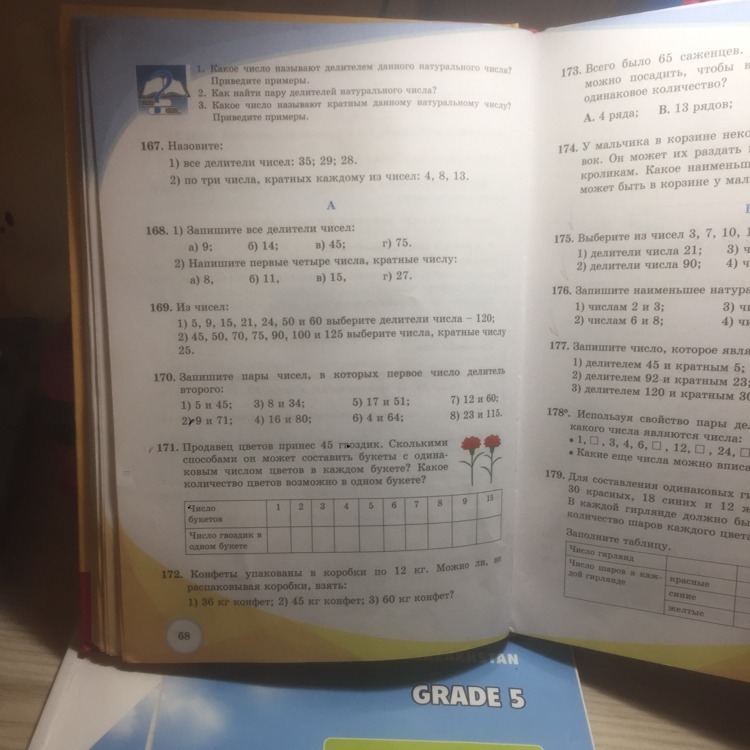 1. Какое число называют делителем данного натурального числа?
Приведите примеры.
2. Как найти пару делителей натурального числа?
3. Какое число называют кратным данному натуральному числу?
Приведите примеры.
167. Назовите:
1) все делители чисел: 35; 29; 28.
2) по три числа, кратных каждому из чисел: 4, 8, 13.
А
168. 1) Запишите все делители чисел:
а) 9; б) 14; в) 45; г) 75.
2) Напишите первые четыре числа, кратные числу:
а) 8, б) 11, в) 15, г) 27.
169. Из чисел:
1) 5, 9, 15, 21, 24, 50 и 60 выберите делители числа – 120;
2) 45, 50, 70, 75, 90, 100 и 125 выберите числа, кратные числу
25.
170. Запишите пары чисел, в которых первое число делитель
второго:
1) 5 и 45; 3) 8 и 34; 5) 17 и 51; 7) 12 и 60;
2) 9 и 71; 4) 16 и 80; 6) 4 и 64; 8) 23 и 115.
171. Продавец цветов принес 45 гвоздик. Сколькими
способами он может составить букеты с одина-
ковым числом цветов в каждом букете? Какое
количество цветов возможно в одном букете?
Число
букетов
1 2 3 4 5 6 7 8 9 15
Число гвоздик в
одном букете
172. Конфеты упакованы в коробки по 12 кг. Можно ли, не
распаковывая коробки, взять:
1) 36 кг конфет; 2) 45 кг конфет; 3) 60 кг конфет?
68
173. Всего было 65 саженцев.
можно посадить, чтобы в
одинаковое количество?
А. 4 ряда; В. 13 рядов;
174. У мальчика в корзине неко
вок. Он может их раздать
кроликам. Какое наименьш
может быть в корзине у мал
175. Выберите из чисел 3, 7, 10, 1
1) делители числа 21; 3) ч
2) делители числа 90; 4) ч
176. Запишите наименьшее натура
1) числам 2 и 3; 3) чи
2) числам 6 и 8; 4) чи
177. Запишите число, которое явля
1) делителем 45 и кратным 5;
2) делителем 92 и кратным 23;
3) делителем 120 и кратным 30
178*. Используя свойство пары дел
какого числа являются числа:
• 1, □, 3, 4, 6, □, 12, □, 24, □
• Какие еще числа можно вписа
179. Для составления одинаковых ги
30 красных, 18 синих и 12 же
В каждой гирлянде должно бы
количество шаров каждого цвета
Заполните таблицу.
Число гирлянд
Число шаров в каж-
дой гирлянде
красные
синие
желтые
GRADE 5